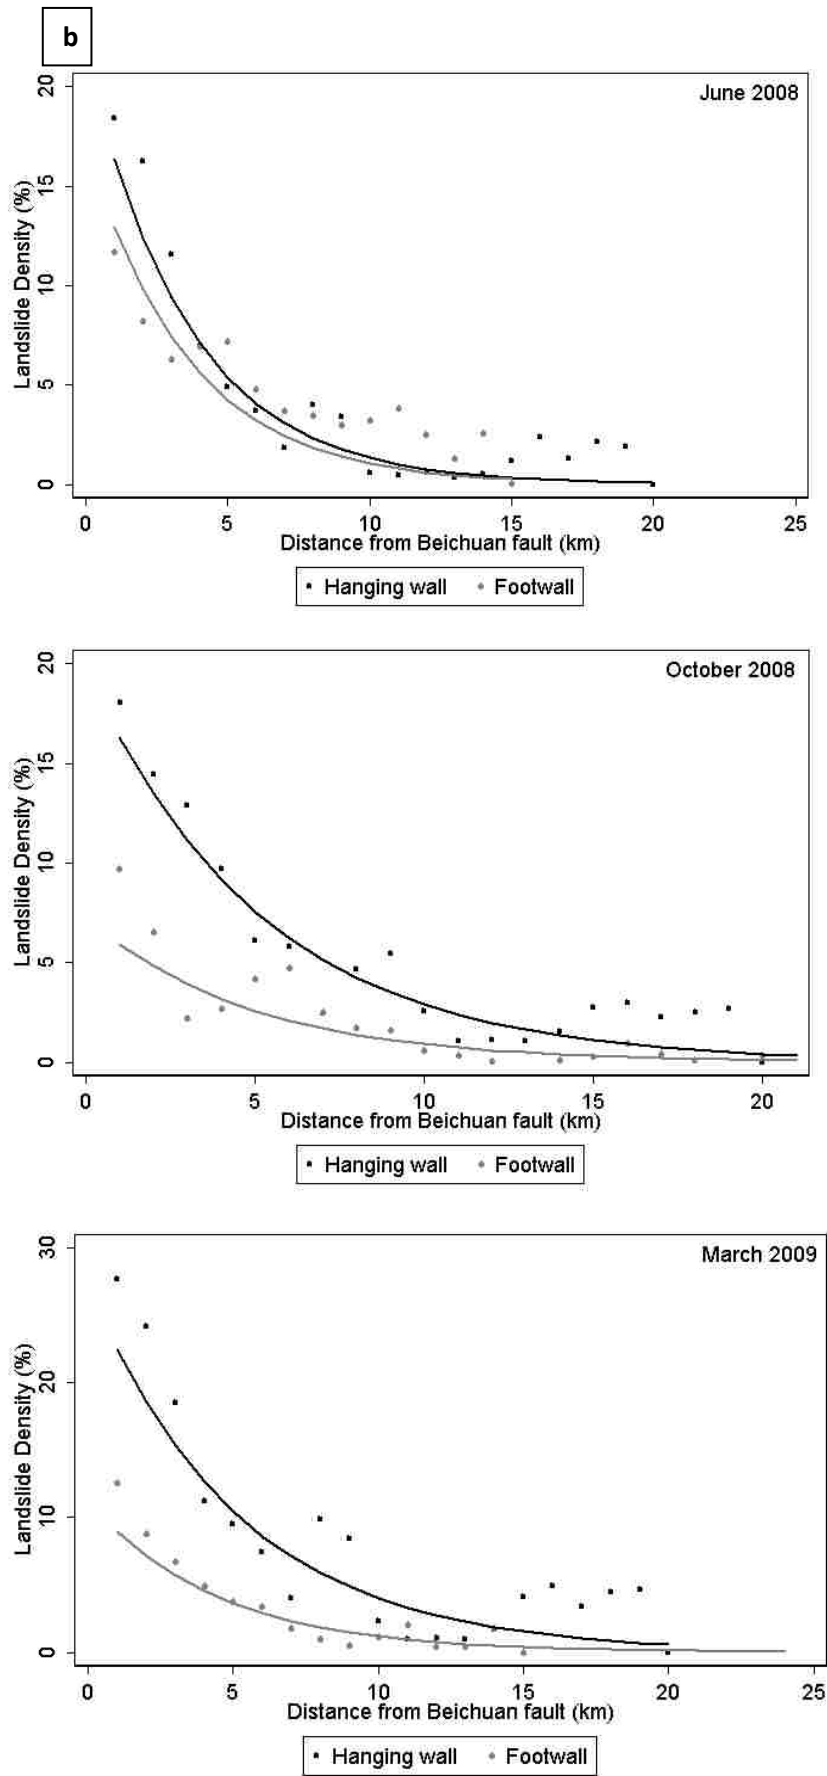 b
June 2008
Landslide Density (%)
20
15
10
5
0
0 5 10 15 20 25
Distance from Beichuan fault (km)
Hanging wall Footwall
October 2008
Landslide Density (%)
20
15
10
5
0
0 5 10 15 20
Distance from Beichuan fault (km)
Hanging wall Footwall
March 2009
Landslide Density (%)
30
20
10
0
0 5 10 15 20 25
Distance from Beichuan fault (km)
Hanging wall Footwall